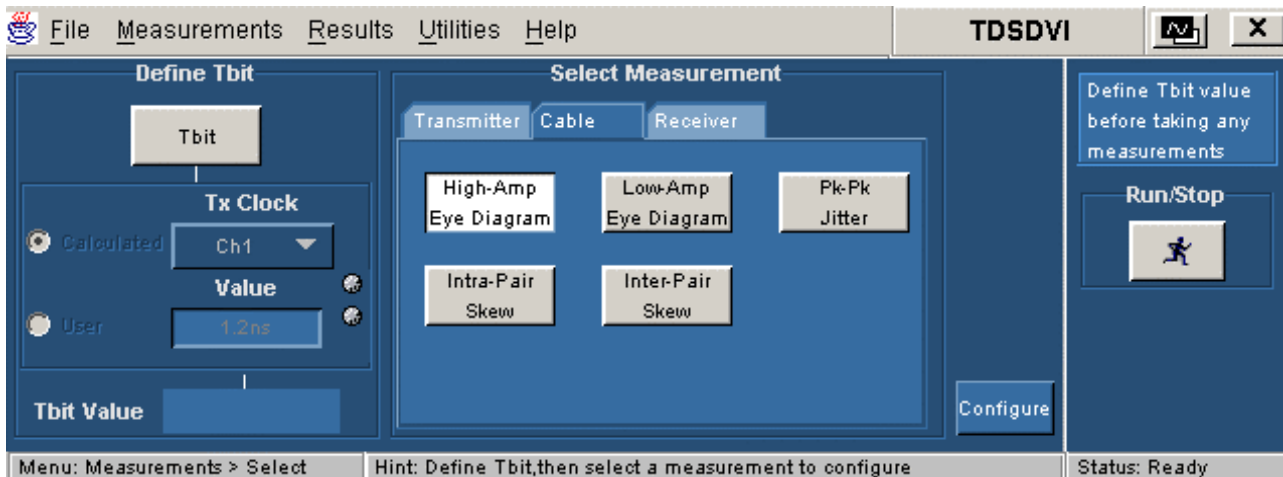 File Measurements Results Utilities Help TDSDVI X
Define Tbit
Tbit
Tx Clock
Calculated Ch1
Value
User 1.2ns
Tbit Value
Select Measurement
Transmitter Cable Receiver
High-Amp
Eye Diagram
Low-Amp
Eye Diagram
Pk-Pk
Jitter
Intra-Pair
Skew
Inter-Pair
Skew
Configure
Define Tbit value
before taking any
measurements
Run/Stop
Menu: Measurements > Select
Hint: Define Tbit,then select a measurement to configure
Status: Ready